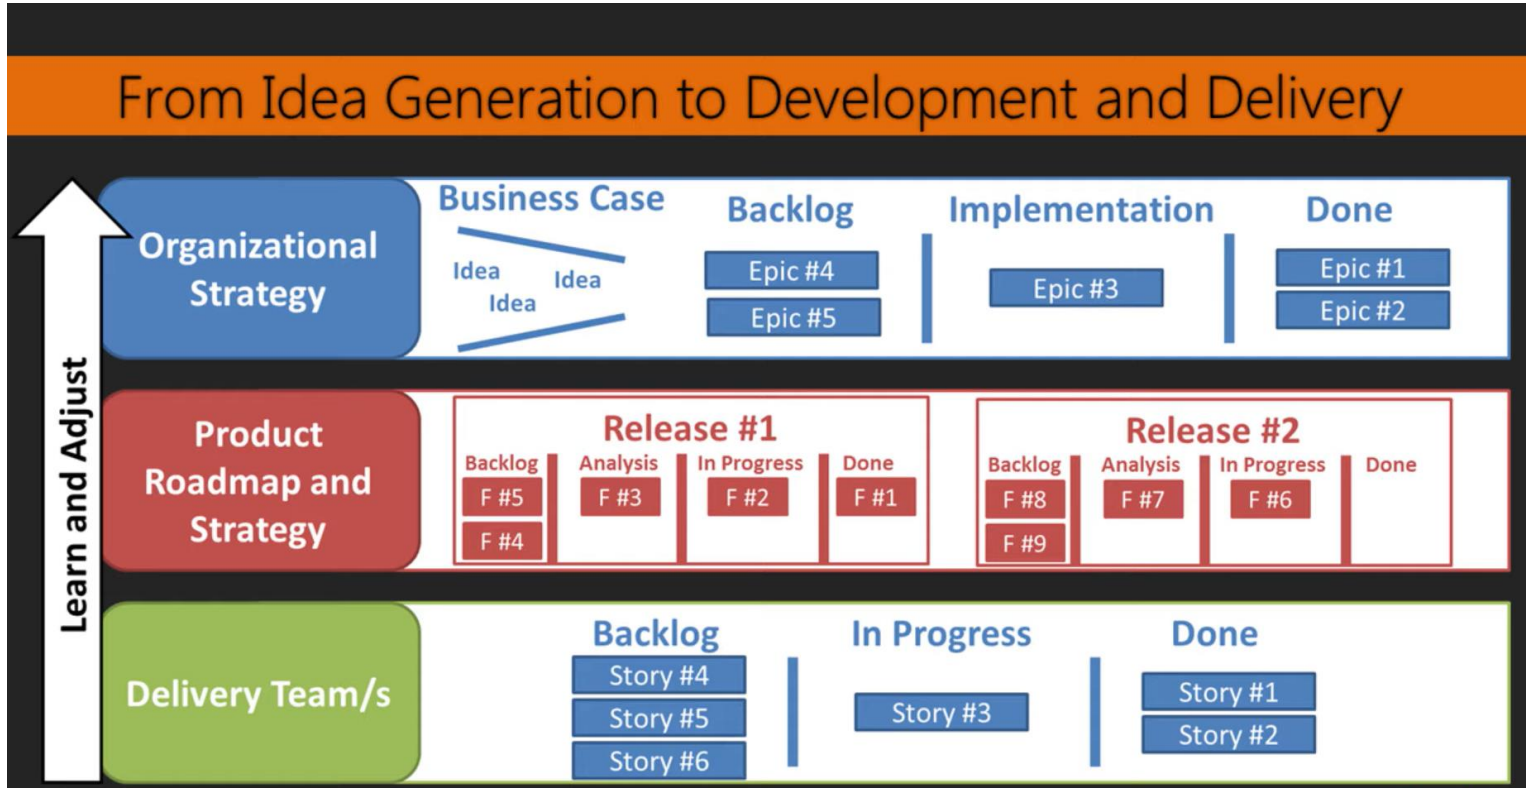 From Idea Generation to Development and Delivery
Learn and Adjust
Organizational
Strategy
Business Case
Idea
Idea
Idea
Backlog
Epic #4
Epic #5
Implementation
Epic #3
Done
Epic #1
Epic #2
Product
Roadmap and
Strategy
Release #1
Backlog
F #5
F #4
Analysis
F #3
In Progress
F #2
Done
F #1
Release #2
Backlog
F #8
F #9
Analysis
F #7
In Progress
F #6
Done
Delivery Team/s
Backlog
Story #4
Story #5
Story #6
In Progress
Story #3
Done
Story #1
Story #2